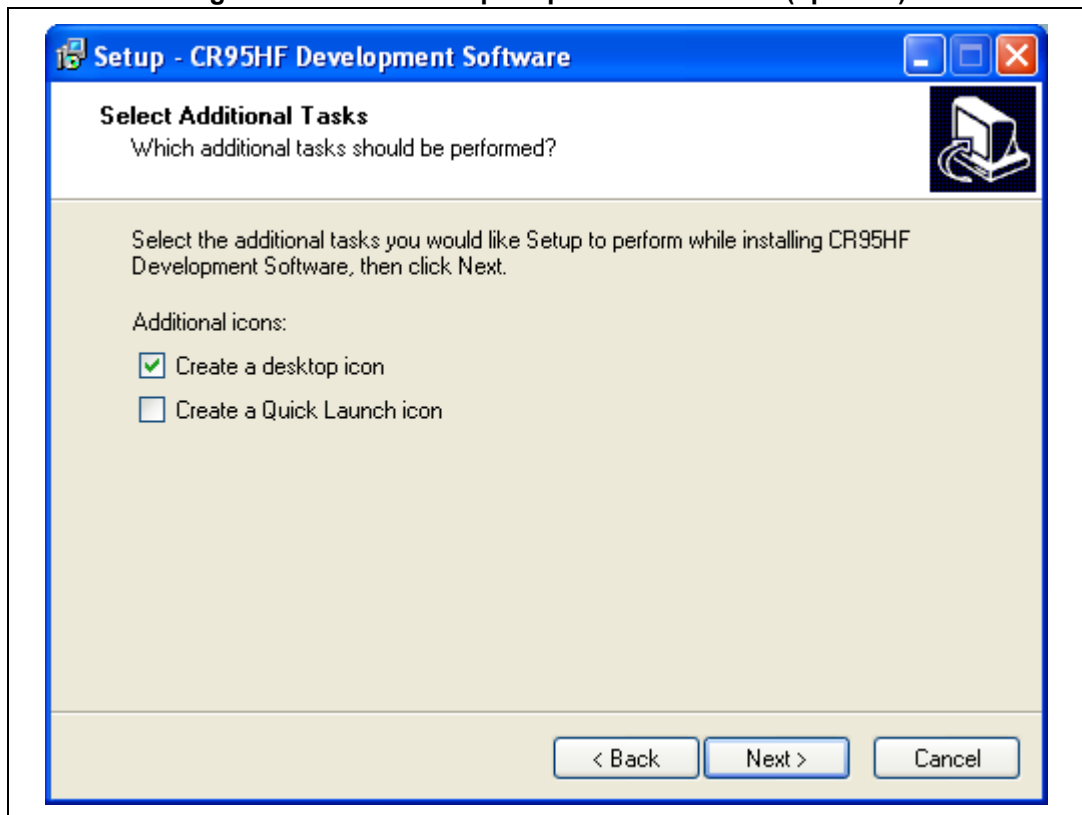 Setup - CR95HF Development Software
Select Additional Tasks
Which additional tasks should be performed?
Select the additional tasks you would like Setup to perform while installing CR95HF
Development Software, then click Next.
Additional icons:
Create a desktop icon
Create a Quick Launch icon
< Back Next > Cancel